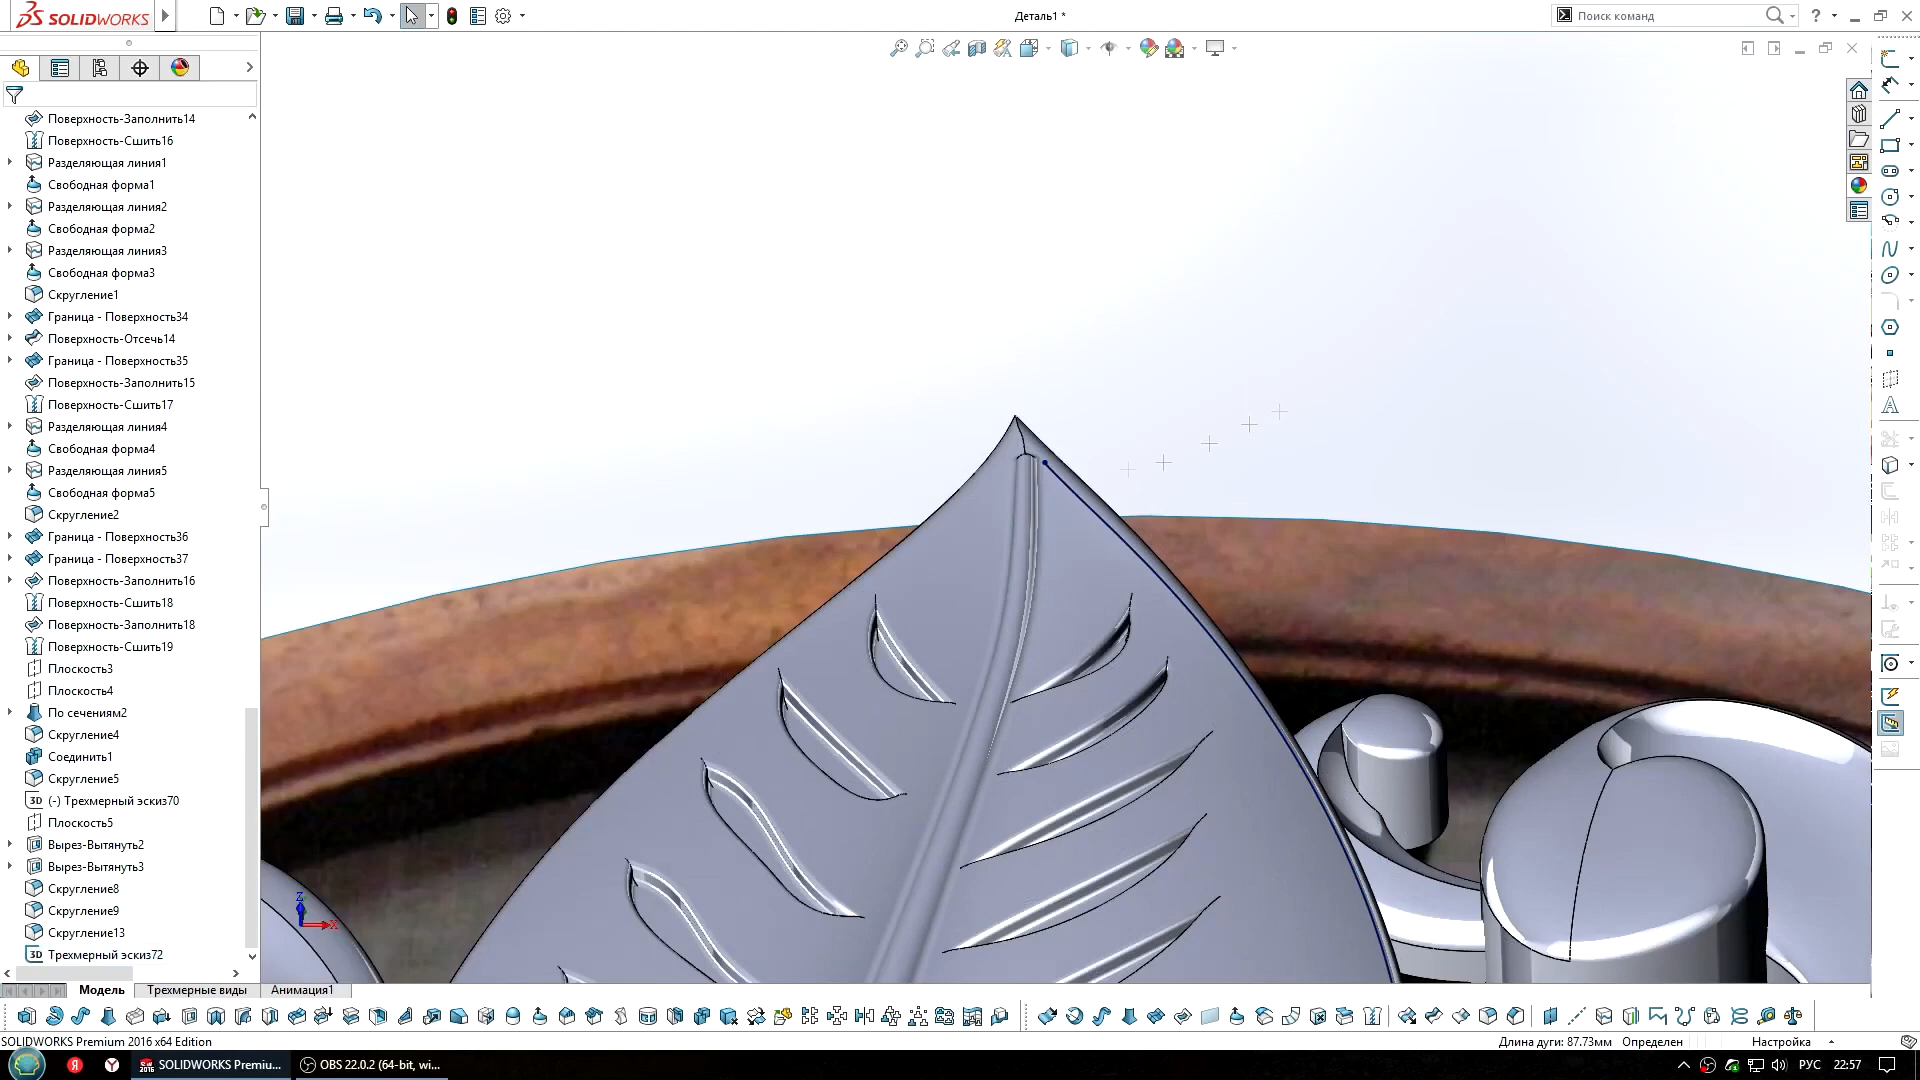 SOLIDWORKS
Деталь1 *
Поиск команд
Поверхность-Заполнить14
Поверхность-Сшить16
Разделяющая линия1
Свободная форма1
Разделяющая линия2
Свободная форма2
Разделяющая линия3
Свободная форма3
Скругление1
Граница - Поверхность34
Поверхность-Отсечь14
Граница - Поверхность35
Поверхность-Заполнить15
Поверхность-Сшить17
Разделяющая линия4
Свободная форма4
Разделяющая линия5
Свободная форма5
Скругление2
Граница - Поверхность36
Граница - Поверхность37
Поверхность-Заполнить16
Поверхность-Сшить18
Поверхность-Заполнить18
Поверхность-Сшить19
Плоскость3
Плоскость4
По сечениям2
Скругление4
Соединить1
Скругление5
3D (-) Трехмерный эскиз70
Плоскость5
Вырез-Вытянуть2
Вырез-Вытянуть3
Скругление8
Скругление9
Скругление13
3D Трехмерный эскиз72
Z
X
Модель Трехмерные виды Анимация1
SOLIDWORKS Premium 2016 x64 Edition
Длина дуги: 87.73мм Определен Настройка
SOLIDWORKS Premiu... OBS 22.0.2 (64-bit, wi... РУС 22:57